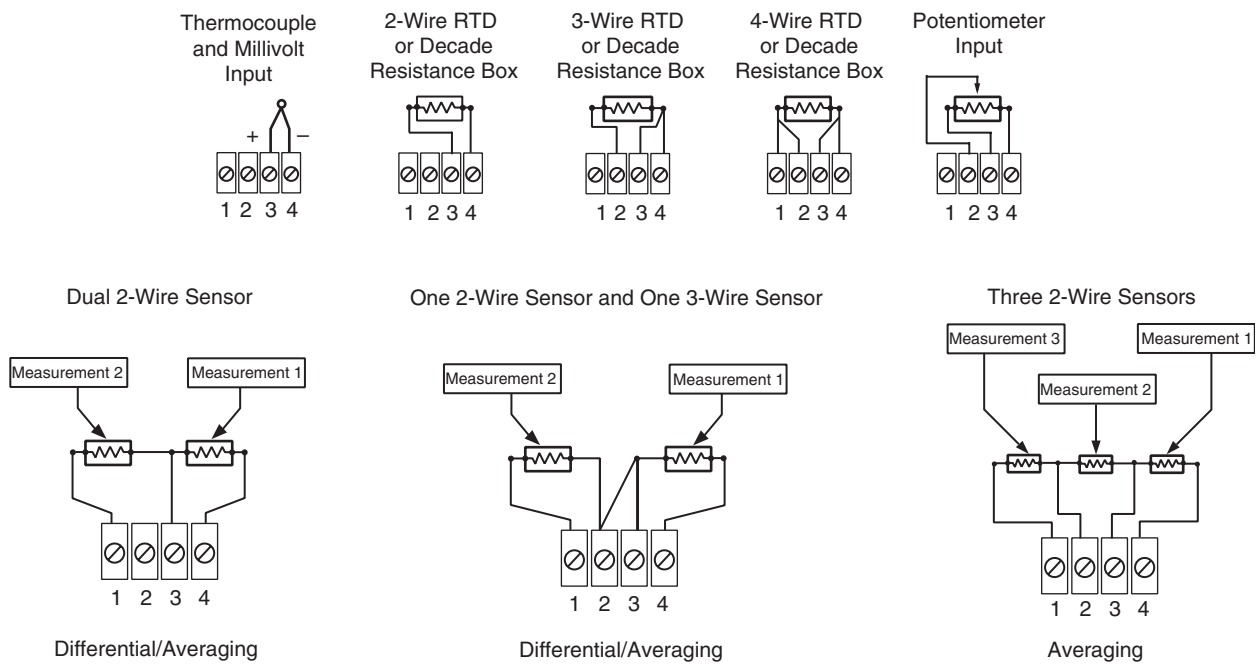 Thermocouple
and Millivolt
Input
+ −
1 2 3 4
2-Wire RTD
or Decade
Resistance Box
1 2 3 4
3-Wire RTD
or Decade
Resistance Box
1 2 3 4
4-Wire RTD
or Decade
Resistance Box
1 2 3 4
Potentiometer
Input
1 2 3 4
Dual 2-Wire Sensor
Measurement 2
Measurement 1
1 2 3 4
Differential/Averaging
One 2-Wire Sensor and One 3-Wire Sensor
Measurement 2
Measurement 1
1 2 3 4
Differential/Averaging
Three 2-Wire Sensors
Measurement 3
Measurement 1
Measurement 2
1 2 3 4
Averaging